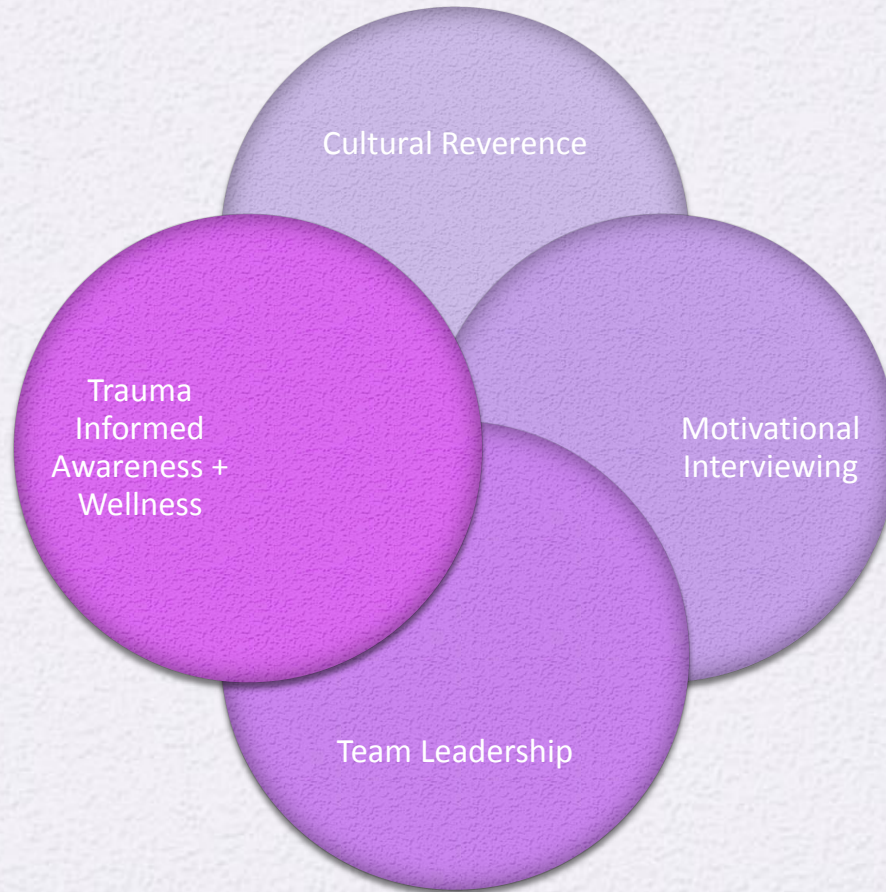 Cultural Reverence
Trauma
Informed
Awareness +
Wellness
Motivational
Interviewing
Team Leadership